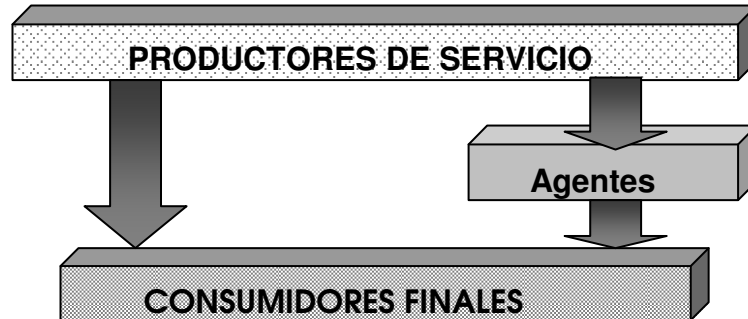 PRODUCTORES DE SERVICIO
Agentes
CONSUMIDORES FINALES